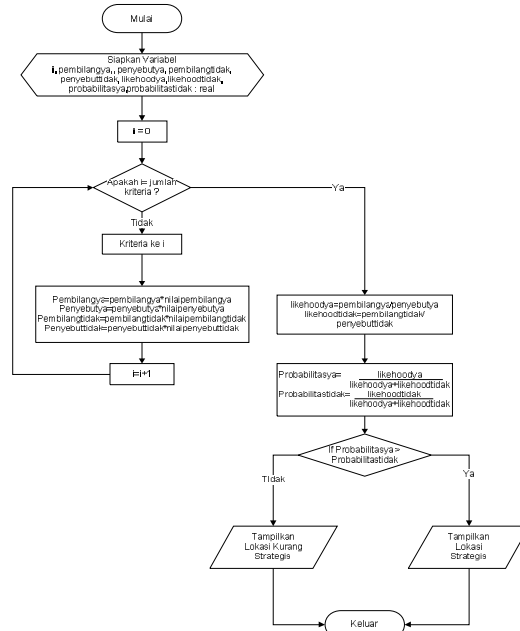 Mulai
Siapkan Variabel
i, pembilangya, , penyebutya, pembilangtidak,
penyebuttidak, likehoodya, likehoodtidak,
probabilitasya, probabilitastidak : real
i = 0
Apakah i= jumlah
kriteria ?
Ya
Tidak
Kriteria ke i
Pembilangya=pembilangya*nilaipembilangya
Penyebutya=penyebutya*nilaipenyebutya
Pembilangtidak=pembilangtidak*nilaipembilangtidak
Penyebuttidak=penyebuttidak*nilaipenyebuttidak
i=i+1
likehoodya=pembilangya/penyebutya
likehoodtidak=pembilangtidak/
penyebuttidak
Probabilitasya= likehoodya
likehoodya+likehoodtidak
Probabilitastidak= likehoodtidak
likehoodya+likehoodtidak
If Probabilitasya >
Probabilitastidak
Tidak
Ya
Tampilkan
Lokasi Kurang
Strategis
Tampilkan
Lokasi
Strategis
Keluar